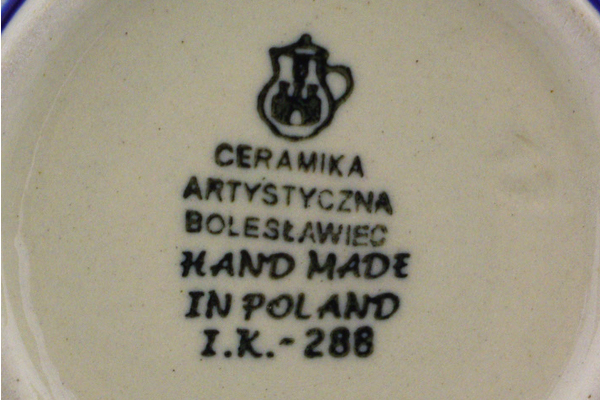 CERAMIKA
ARTYSTYCZNA
BOLESŁAWIEC
HAND MADE
IN POLAND
I.K.-288